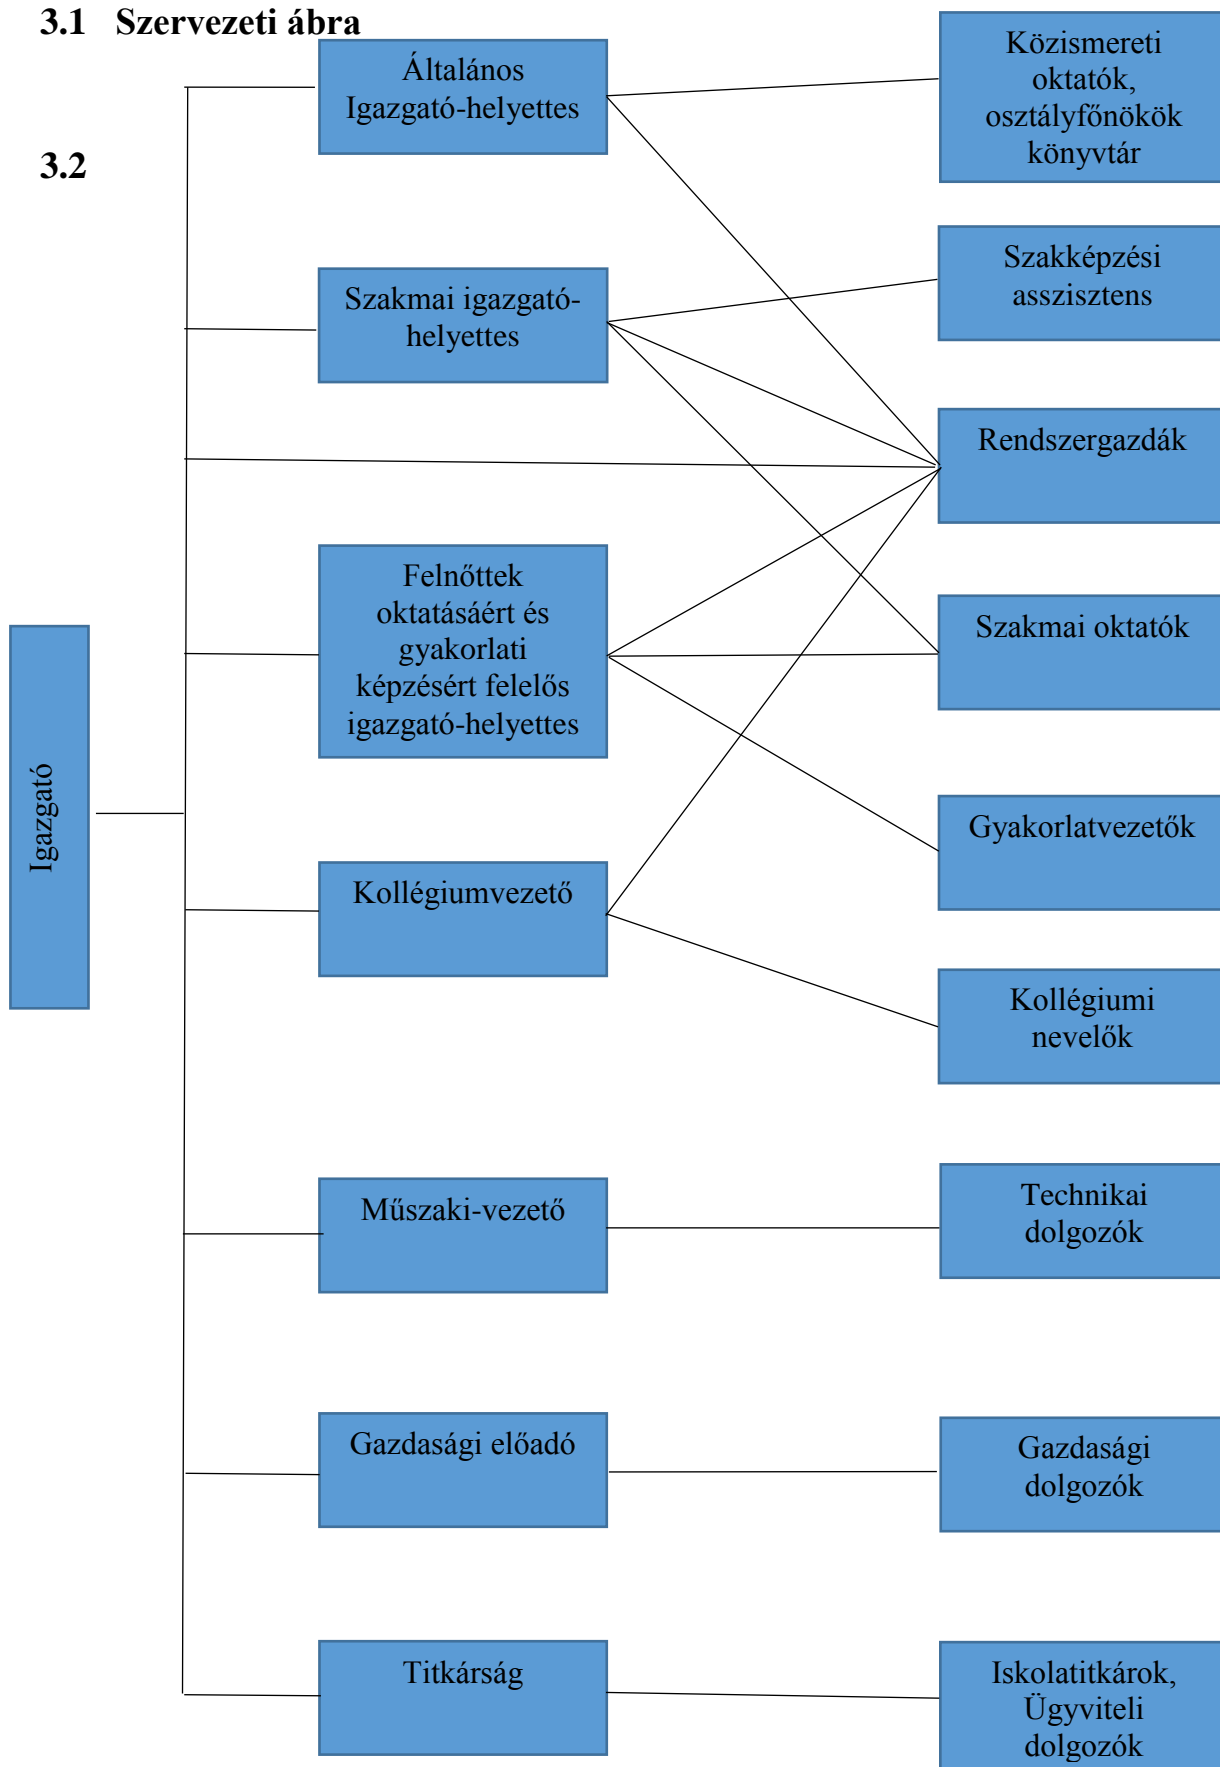 3.1 Szervezeti ábra
3.2
Igazgató
Általános
Igazgató-helyettes
Szakmai igazgató-
helyettes
Felnőttek
oktatásáért és
gyakorlati
képzésért felelős
igazgató-helyettes
Kollégiumvezető
Műszaki-vezető
Gazdasági előadó
Titkárság
Közismereti
oktatók,
osztályfőnökök
könyvtár
Szakképzési
asszisztens
Rendszergazdák
Szakmai oktatók
Gyakorlatvezetők
Kollégiumi
nevelők
Technikai
dolgozók
Gazdasági
dolgozók
Iskolatitkárok,
Ügyviteli
dolgozók